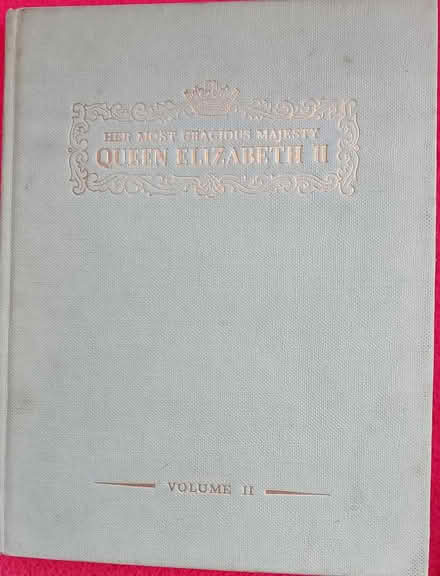 HER MOST GRACIOUS MAJESTY
QUEEN ELIZABETH II
VOLUME II